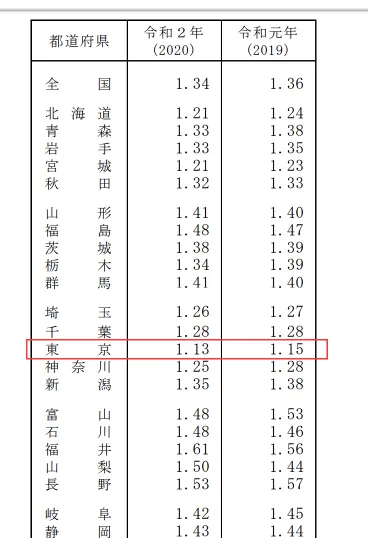 都道府県 令和２年 令和元年
(2020) (2019)
全国 1.34 1.36
北海道 1.21 1.24
青森 1.33 1.38
岩手 1.33 1.35
宮城 1.21 1.23
秋田 1.32 1.33
山形 1.41 1.40
福島 1.48 1.47
茨城 1.38 1.39
栃木 1.34 1.39
群馬 1.41 1.40
埼玉 1.26 1.27
千葉 1.28 1.28
東京 1.13 1.15
神奈川 1.25 1.28
新潟 1.35 1.38
富山 1.48 1.53
石川 1.48 1.46
福井 1.61 1.56
山梨 1.50 1.44
長野 1.53 1.57
岐阜 1.42 1.45
静岡 1.43 1.44